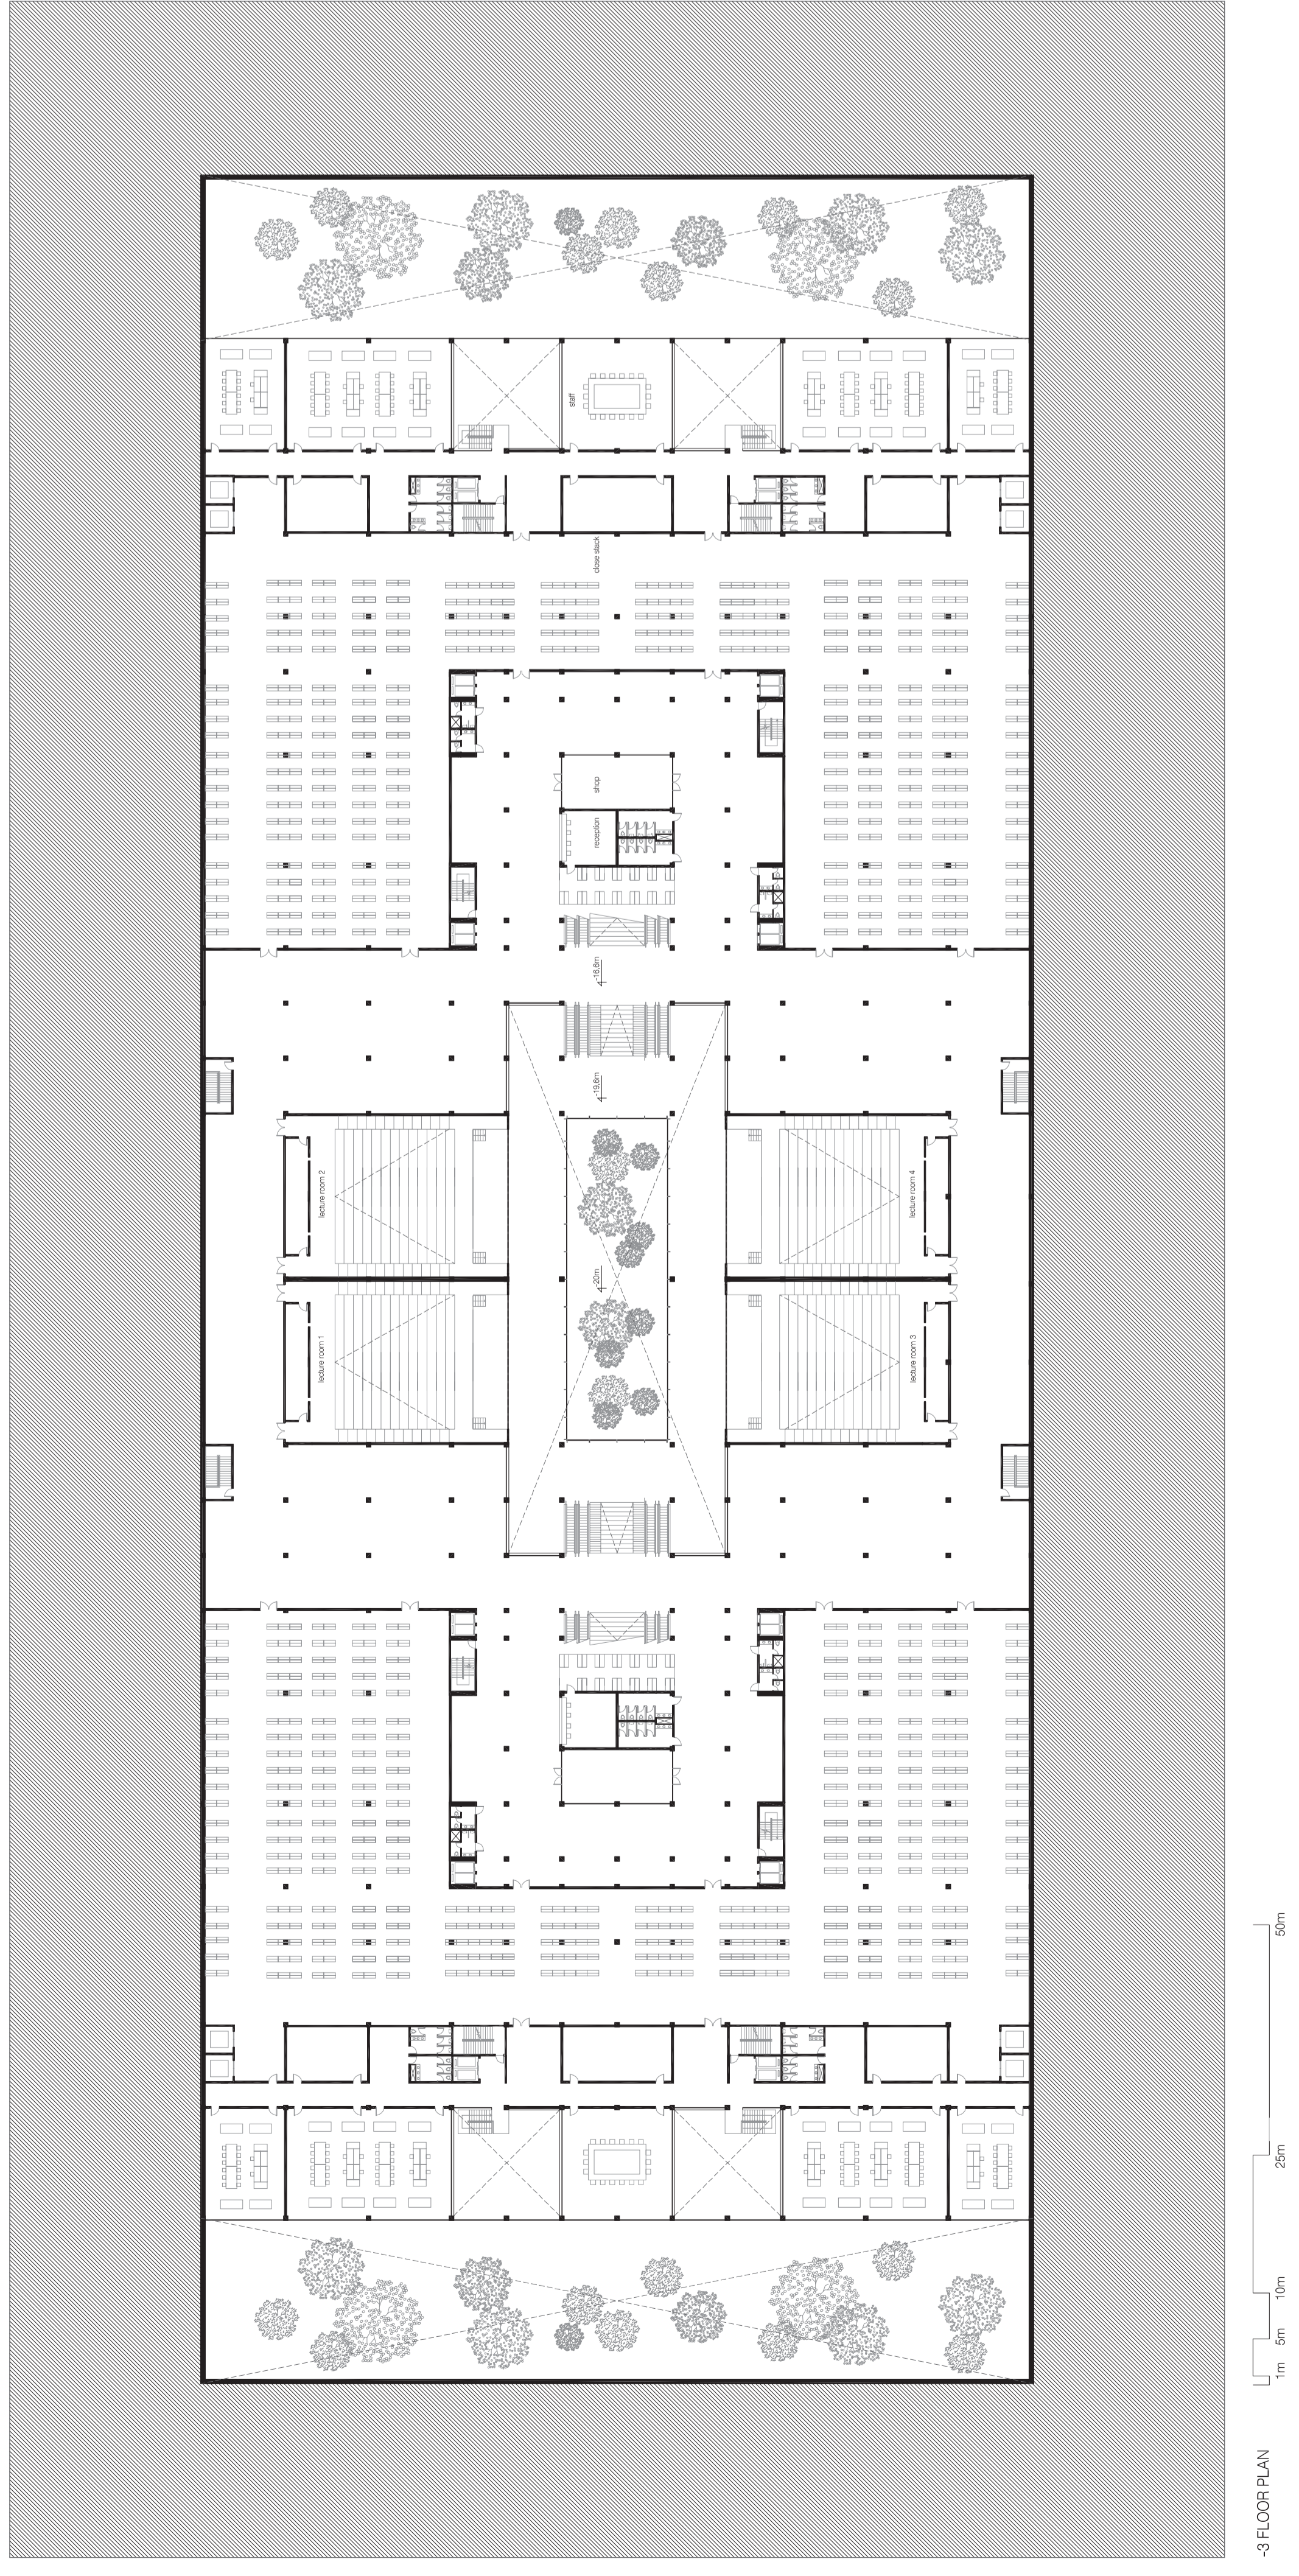 staff
close stack
shop
reception
-16,6m
-19,6m
lecture room 2
lecture room 4
-20m
lecture room 1
lecture room 3
1m 5m 10m 25m 50m
-3 FLOOR PLAN